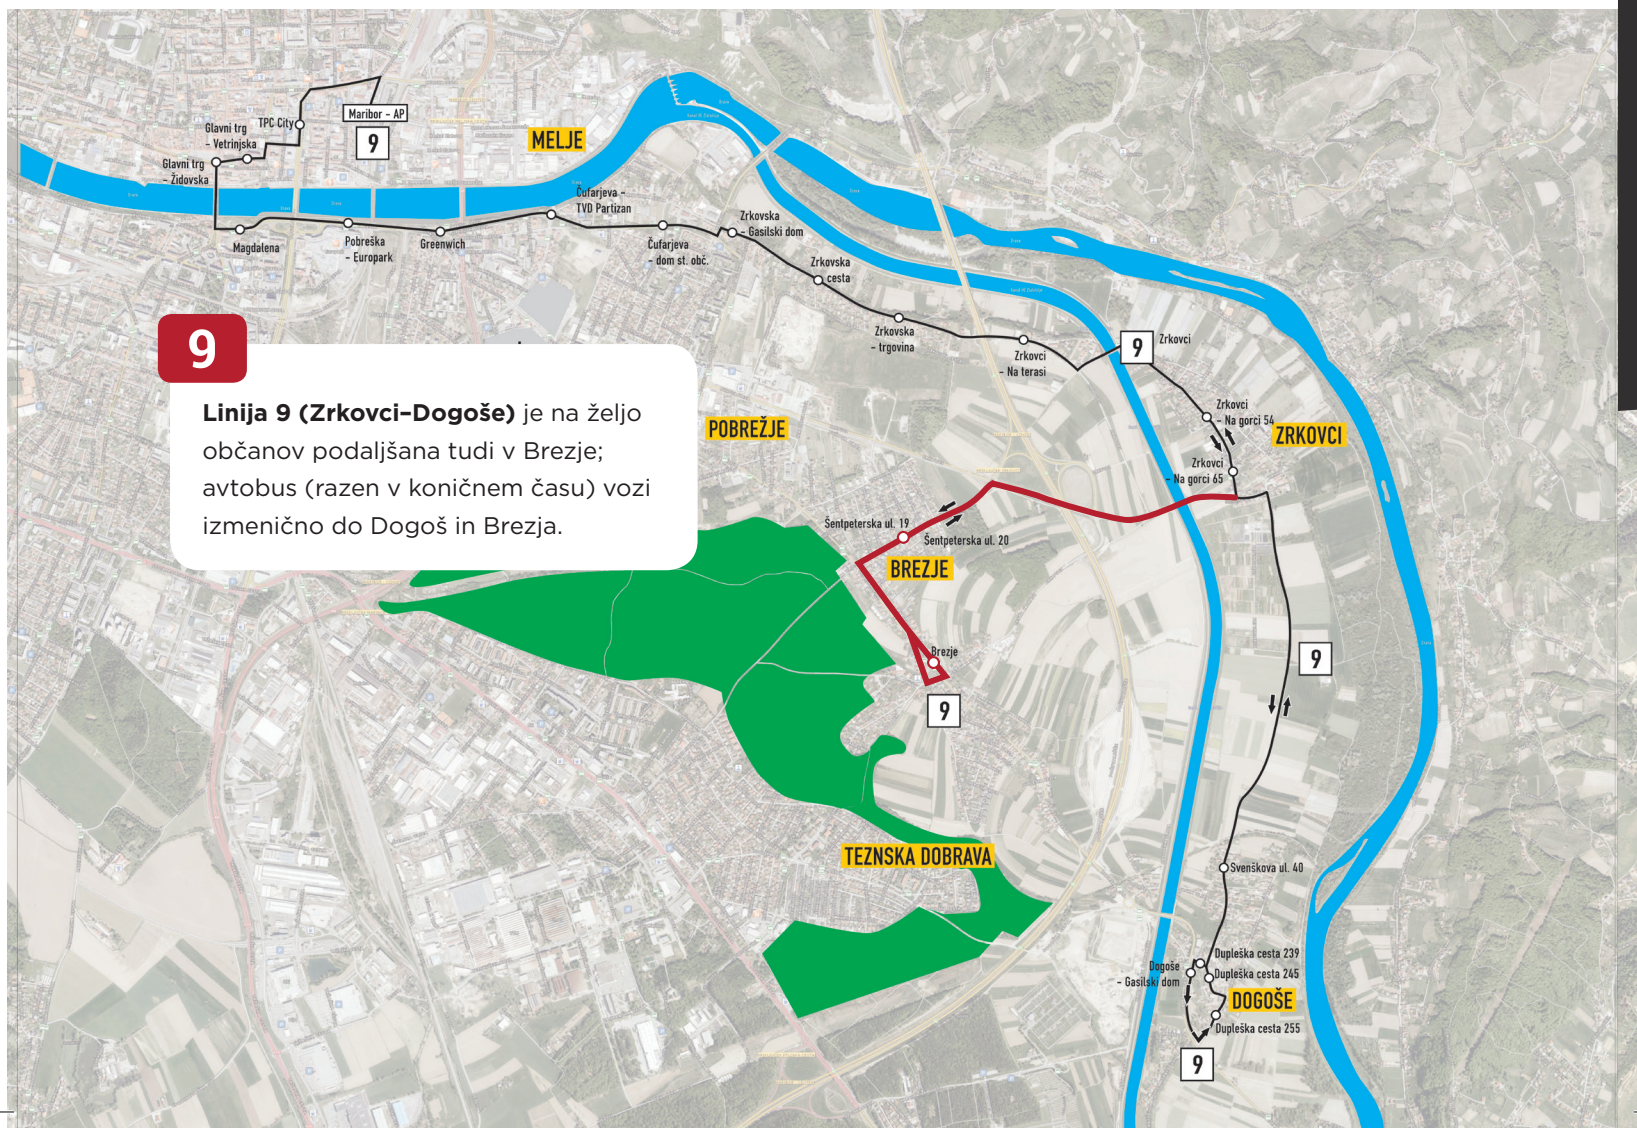 Maribor - AP
9
TPC City
Glavni trg
- Vetrinjska
Glavni trg
- Židovska
MELJE
Magdalena
Pobreška
- Europark
Greenwich
Čufarjeva -
TVD Partizan
Čufarjeva
- dom st. obč.
Zrkovska
- Gasilski dom
Zrkovska
cesta
Zrkovska
- trgovina
Zrkovci
- Na terasi
9
Zrkovci
Zrkovci
- Na gorci 54
ZRKOVCI
Zrkovci
- Na gorci 65
9
Linija 9 (Zrkovci–Dogoše) je na željo
občanov podaljšana tudi v Brezje;
avtobus (razen v koničnem času) vozi
izmenično do Dogoš in Brezja.
POBREŽJE
Šentpeterska ul. 19
Šentpeterska ul. 20
BREZJE
Brezje
9
9
TEZNSKA DOBRAVA
Svenškova ul. 40
Dupleška cesta 239
Dogoše
- Gasilski dom
Dupleška cesta 245
DOGOŠE
Dupleška cesta 255
9